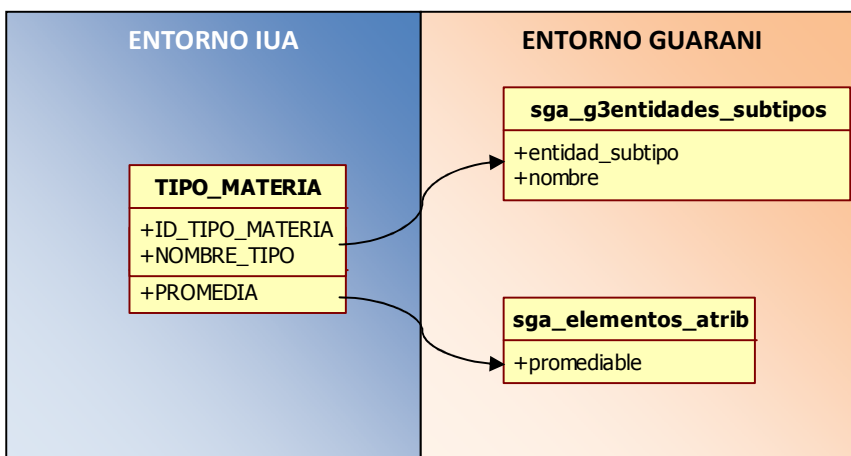 ENTORNO IUA
TIPO_MATERIA
+ID_TIPO_MATERIA
+NOMBRE_TIPO
+PROMEDIA
ENTORNO GUARANI
sga_g3entidades_subtipos
+entidad_subtipo
+nombre
sga_elementos_atrib
+promediable